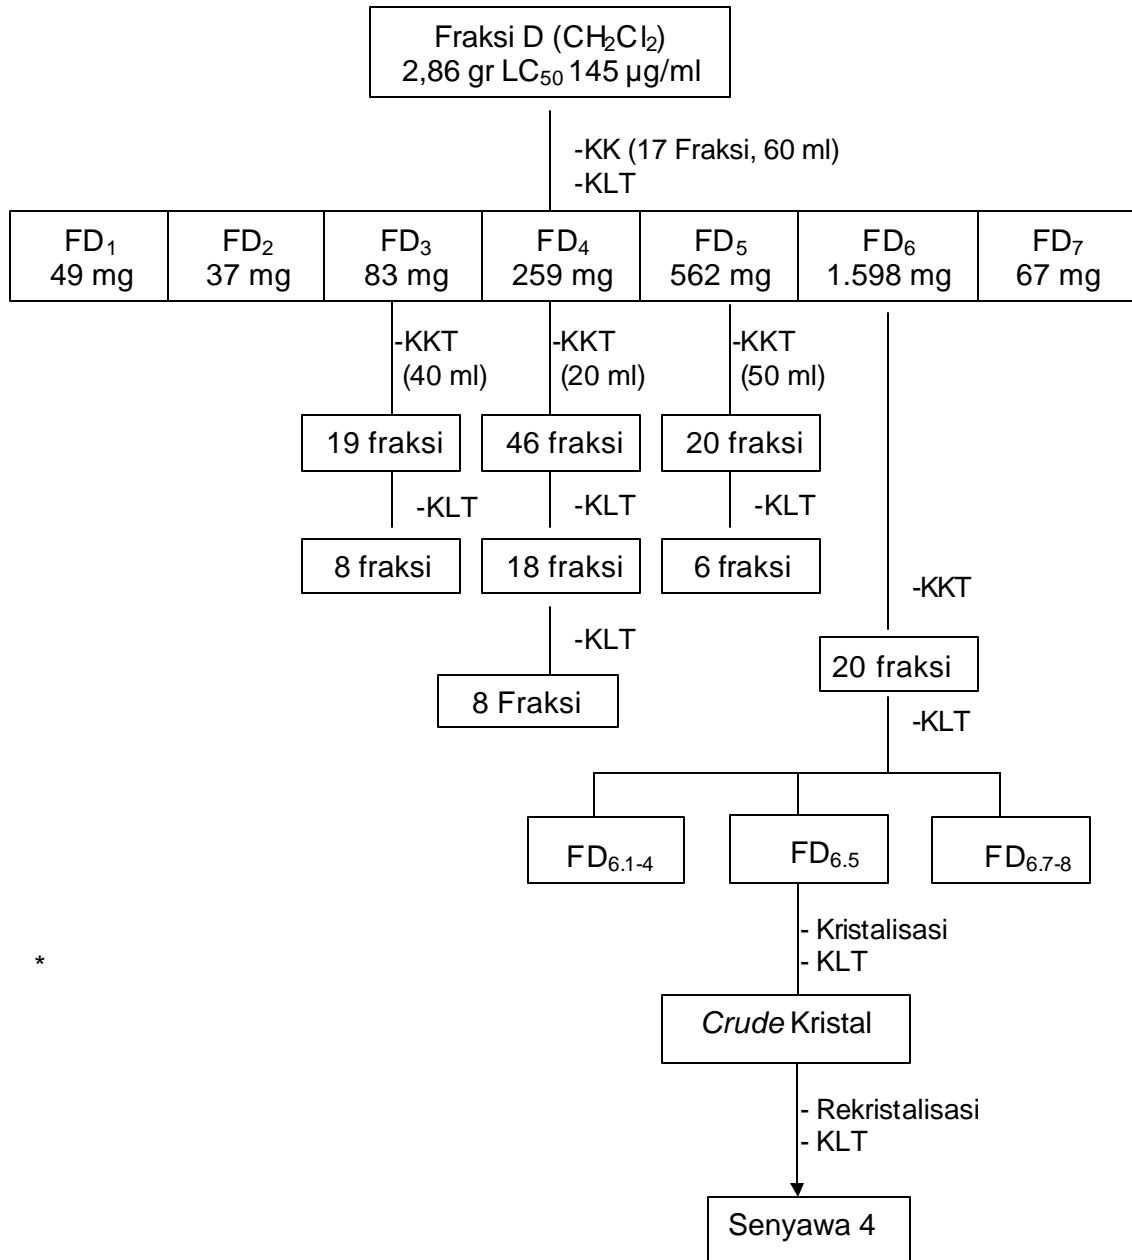 Fraksi D (CH₂Cl₂)
2,86 gr LC₅₀ 145 µg/ml
-KK (17 Fraksi, 60 ml)
-KLT
FD₁
49 mg
FD₂
37 mg
FD₃
83 mg
FD₄
259 mg
FD₅
562 mg
FD₆
1.598 mg
FD₇
67 mg
-KKT
(40 ml)
-KKT
(20 ml)
-KKT
(50 ml)
19 fraksi
46 fraksi
20 fraksi
-KLT
-KLT
-KLT
8 fraksi
18 fraksi
6 fraksi
-KKT
-KLT
20 fraksi
8 Fraksi
-KLT
FD₆.₁₋₄
FD₆.₅
FD₆.₇₋₈
- Kristalisasi
- KLT
*
Crude Kristal
- Rekristalisasi
- KLT
Senyawa 4